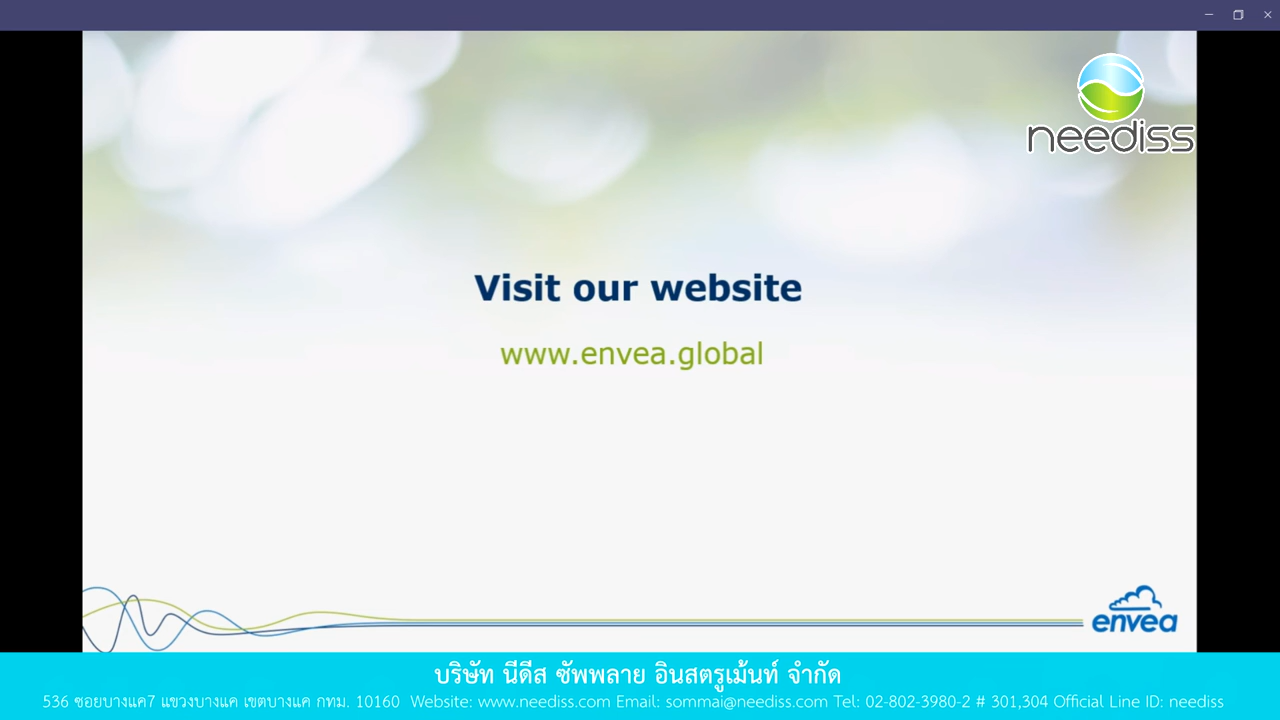 neediss
Visit our website
www.envea.global
envea
บริษัท นีดีส ซัพพลาย อินสตรูเม้นท์ จำกัด
536 ซอยบางแค7 แขวงบางแค เขตบางแค กทม. 10160 Website: www.neediss.com Email: sommai@neediss.com Tel: 02-802-3980-2 # 301,304 Official Line ID: neediss